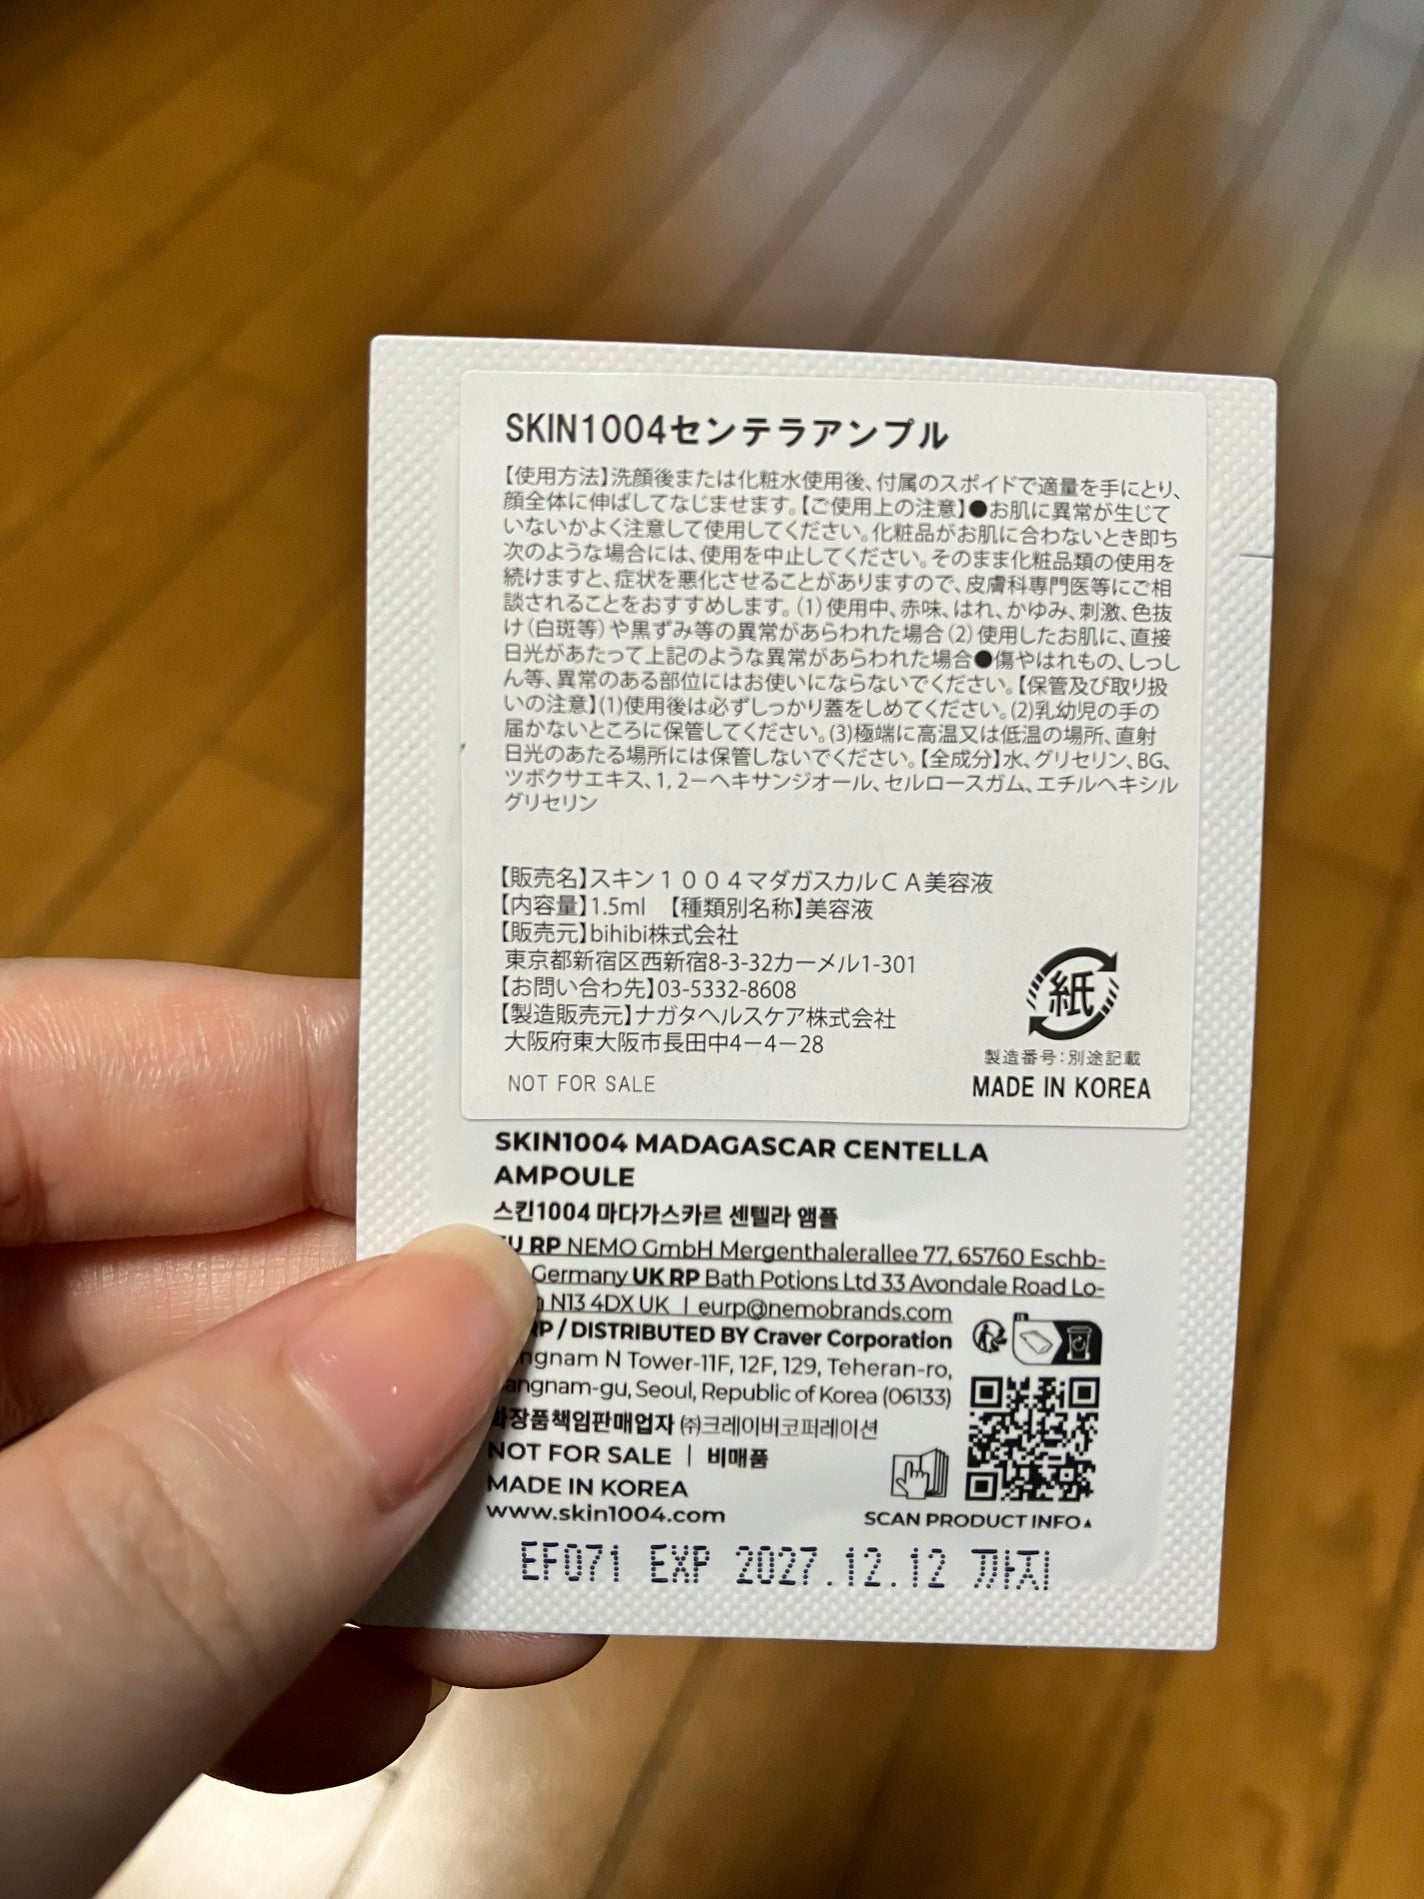 SKIN1004センテラアンプル
【使用方法】洗顔後または化粧水使用後、付属のスポイドで適量を手にとり、
顔全体に伸ばしてなじませます。【ご使用上の注意】●お肌に異常が生じて
いないかよく注意して使用してください。化粧品がお肌に合わないとき即ち
次のような場合には、使用を中止してください。そのまま化粧品類の使用を
続けますと、症状を悪化させることがありますので、皮膚科専門医等にご相
談されることをおすすめします。(1)使用中、赤味、はれ、かゆみ、刺激、色抜
け(白斑等)や黒ずみ等の異常があらわれた場合(2)使用したお肌に、直接
日光があたって上記のような異常があらわれた場合●傷やはれもの、しっし
ん等、異常のある部位にはお使いにならないでください。【保管及び取り扱
いの注意】(1)使用後は必ずしっかり蓋をしめてください。(2)乳幼児の手の
届かないところに保管してください。(3)極端に高温又は低温の場所、直射
日光のあたる場所には保管しないでください。【全成分】水、グリセリン、BG、
ツボクサエキス、1, 2－ヘキサンジオール、セルロースガム、エチルヘキシル
グリセリン
【販売名】スキン１００４マダガスカルＣＡ美容液
【内容量】1.5ml 【種類別名称】美容液
【販売元】bihibi株式会社
東京都新宿区西新宿8-3-32カーメル1-301
【お問い合わせ先】03-5332-8608
【製造販売元】ナガタヘルスケア株式会社
大阪府東大阪市長田中4－4－28
紙
製造番号：別途記載
NOT FOR SALE
MADE IN KOREA
SKIN1004 MADAGASCAR CENTELLA
AMPOULE
스킨1004 마다가스카르 센텔라 앰플
RP NEMO GmbH Mergenthalerallee 77, 65760 Eschb-
Germany UK RP Bath Potions Ltd 33 Avondale Road Lo-
N13 4DX UK | eurp@nemobrands.com
/ DISTRIBUTED BY Craver Corporation
N Tower-11F, 12F, 129, Teheran-ro,
Seoul, Republic of Korea (06133)
화장품책임판매업자 ㈜크레이버코퍼레이션
NOT FOR SALE | 비매품
MADE IN KOREA
www.skin1004.com
SCAN PRODUCT INFO▲
EF071 EXP 2027.12.12 까지